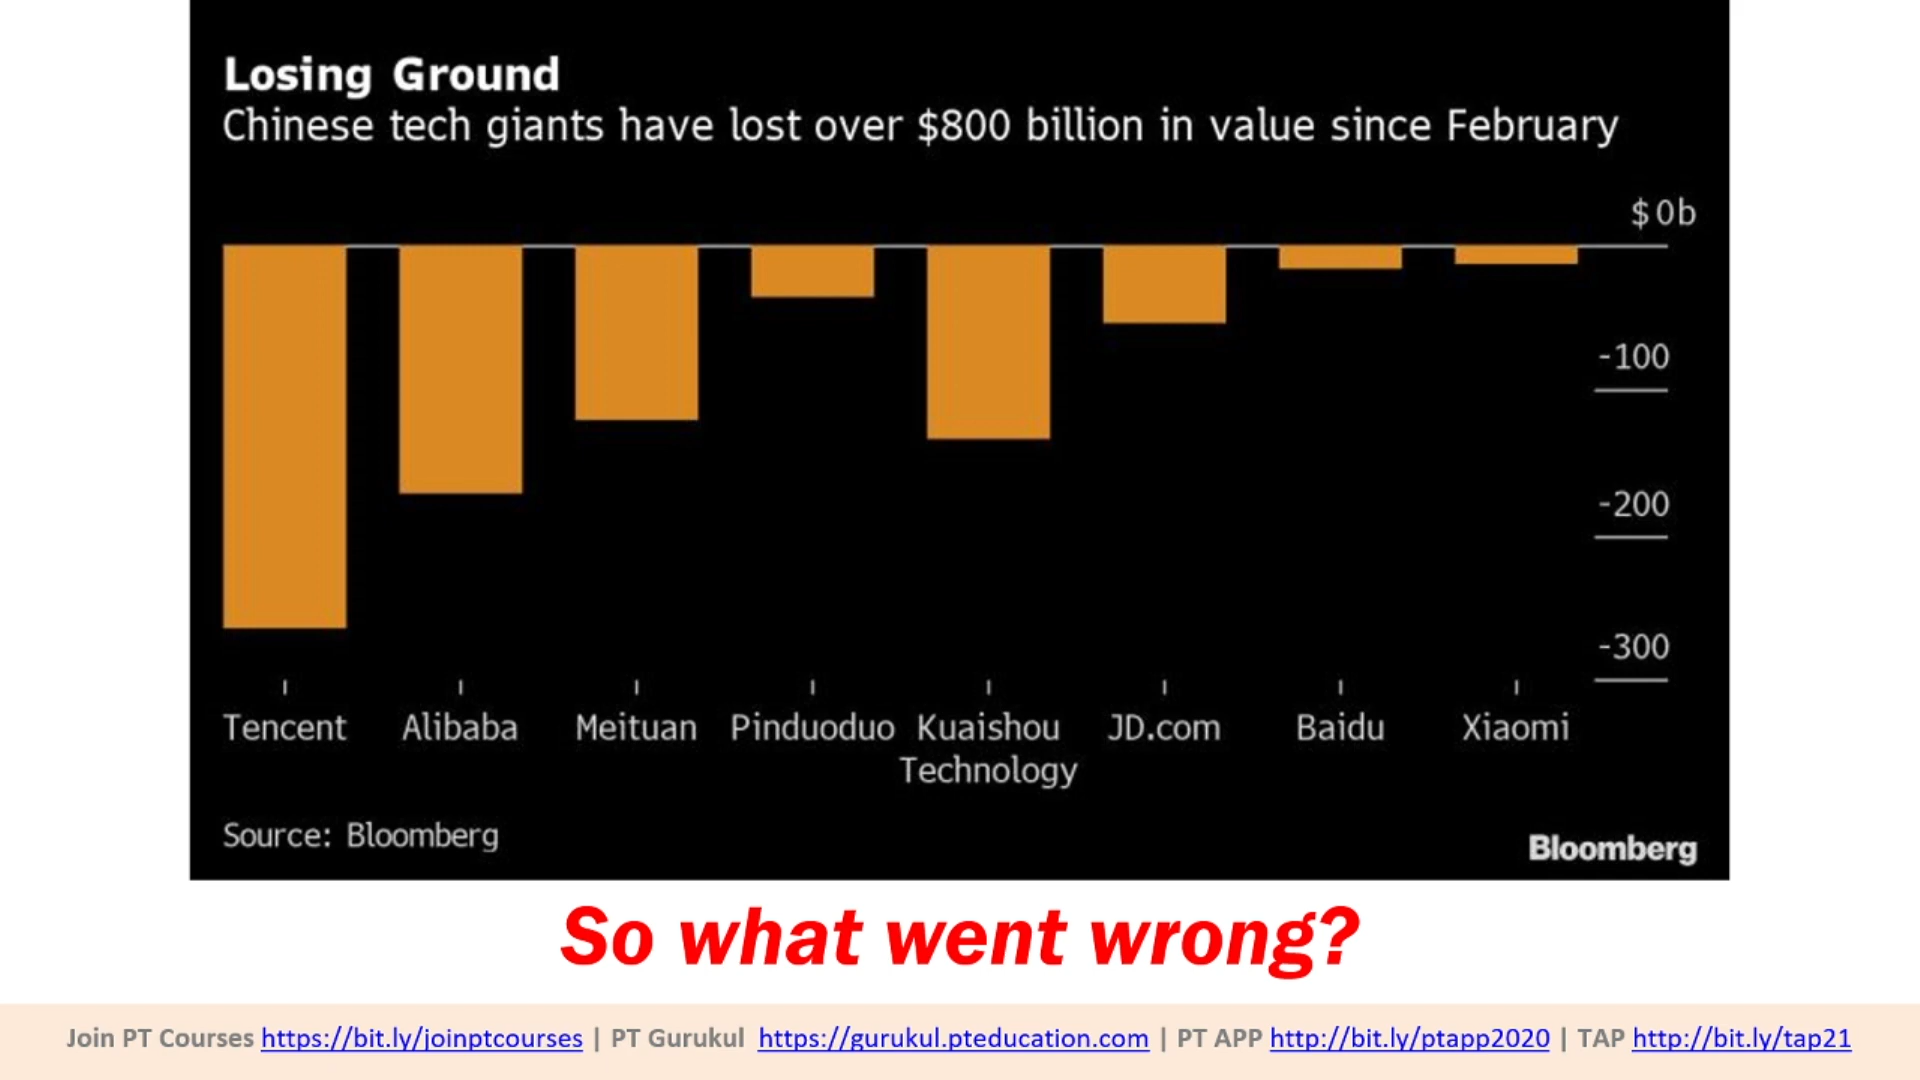 Losing Ground
Chinese tech giants have lost over $800 billion in value since February
$0b
-100
-200
-300
Tencent Alibaba Meituan Pinduoduo Kuaishou JD.com Baidu Xiaomi
Technology
Source: Bloomberg
Bloomberg
So what went wrong?
Join PT Courses https://bit.ly/joinptcourses | PT Gurukul https://gurukul.pteducation.com | PT APP http://bit.ly/ptapp2020 | TAP http://bit.ly/tap21